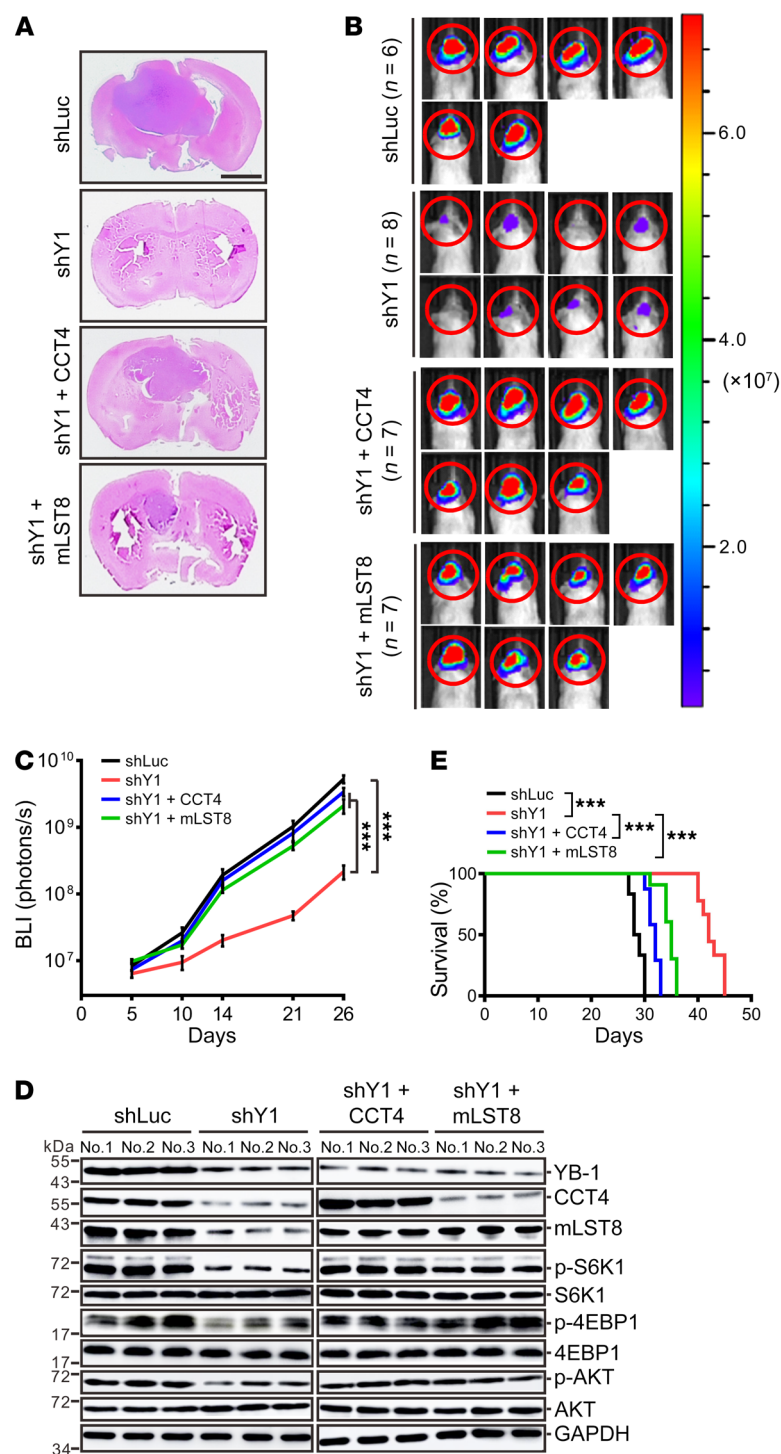 A
shLuc
shY1
shY1 + CCT4
shY1 +
mLST8
B
shLuc (n = 6)
shY1 (n = 8)
shY1 + CCT4
(n = 7)
shY1 + mLST8
(n = 7)
6.0
4.0
(×10⁷)
2.0
C
shLuc
shY1
shY1 + CCT4
shY1 + mLST8
BLI (photons/s)
10¹⁰
10⁹
10⁸
10⁷
***
***
0 5 10 14 21 26
Days
E
shLuc
shY1
shY1 + CCT4
shY1 + mLST8
***
***
***
Survival (%)
100
50
0
0 10 20 30 40 50
Days
D
shLuc shY1 shY1 + CCT4 shY1 + mLST8
kDa No.1 No.2 No.3 No.1 No.2 No.3 No.1 No.2 No.3 No.1 No.2 No.3
55
43 YB-1
55 CCT4
43 mLST8
72 p-S6K1
72 S6K1
17 p-4EBP1
17 4EBP1
72 p-AKT
72 AKT
34 GAPDH